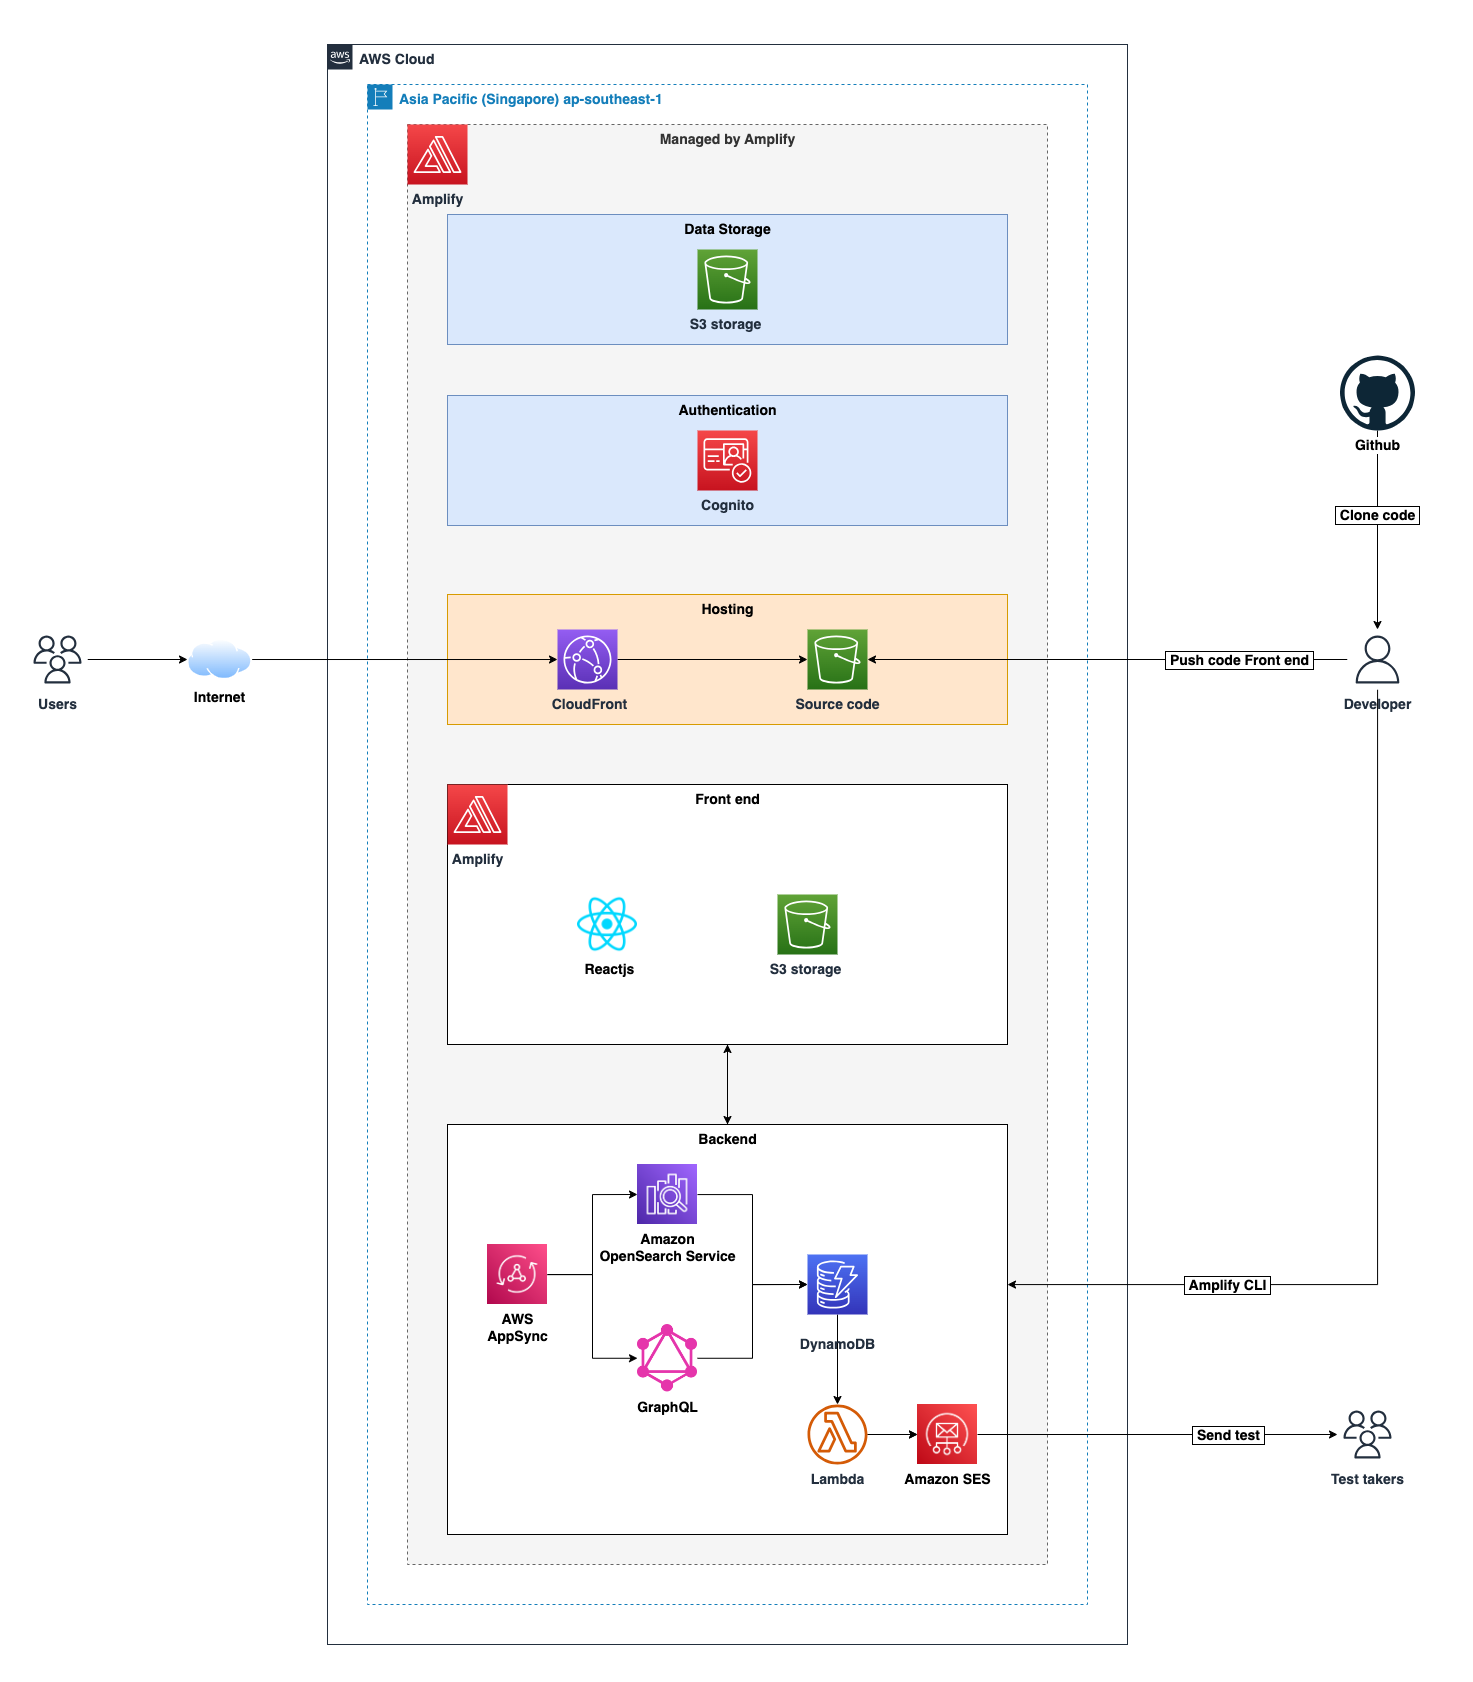 aws
AWS Cloud
Asia Pacific (Singapore) ap-southeast-1
Managed by Amplify
Amplify
Data Storage
S3 storage
Authentication
Cognito
Github
Clone code
Hosting
CloudFront
Source code
Users
Internet
Push code Front end
Developer
Front end
Amplify
Reactjs
S3 storage
Backend
Amazon
OpenSearch Service
AWS
AppSync
GraphQL
DynamoDB
Amplify CLI
Lambda
Amazon SES
Send test
Test takers